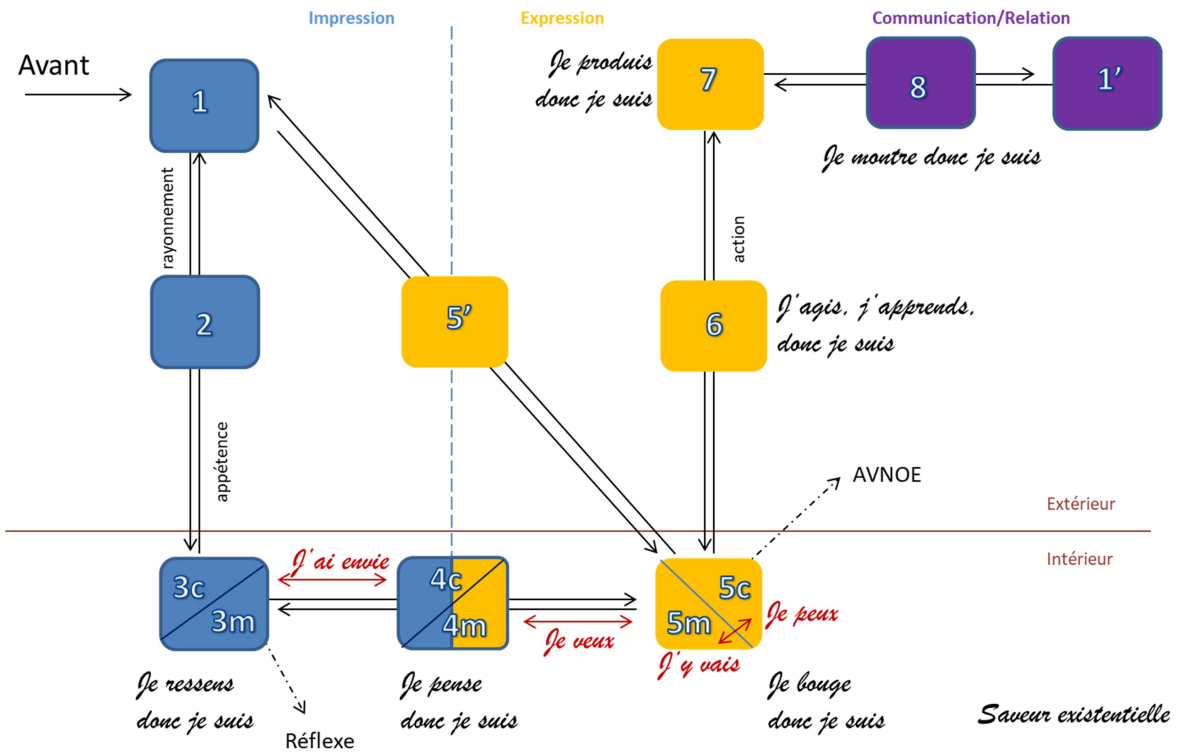 Impression
Expression
Communication/Relation
Avant
1
Je produis
donc je suis
7
8
1'
Je montre donc je suis
rayonnement
action
2
5'
6
J'agis, j'apprends,
donc je suis
appétence
AVNOE
Extérieur
Intérieur
3c
3m
J'ai envie
4c
4m
Je veux
5c
5m
Je peux
J'y vais
Je ressens
donc je suis
Je pense
donc je suis
Je bouge
donc je suis
Saveur existentielle
Réflexe